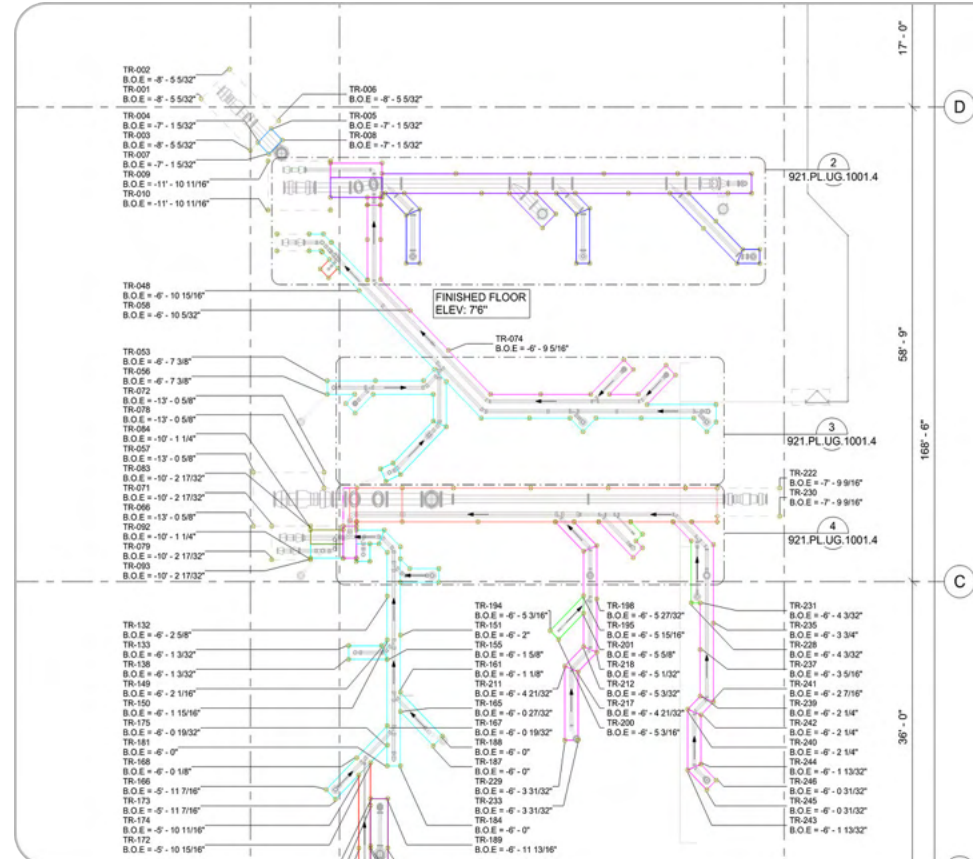 TR-002
B.O.E = -8' - 5 5/32"
TR-001
B.O.E = -8' - 5 5/32"
TR-004
B.O.E = -7' - 1 5/32"
TR-003
B.O.E = -8' - 5 5/32"
TR-007
B.O.E = -7' - 1 5/32"
TR-009
B.O.E = -11' - 10 11/16"
TR-010
B.O.E = -11' - 10 11/16"
TR-006
B.O.E = -8' - 5 5/32"
TR-005
B.O.E = -7' - 1 5/32"
TR-008
B.O.E = -7' - 1 5/32"
17' - 0"
D
2
921.PL.UG.1001.4
TR-048
B.O.E = -6' - 10 15/16"
TR-058
B.O.E = -6' - 10 5/32"
FINISHED FLOOR
ELEV: 7'6"
TR-074
B.O.E = -6' - 9 5/16"
58' - 9"
TR-053
B.O.E = -6' - 7 3/8"
TR-056
B.O.E = -6' - 7 3/8"
TR-072
B.O.E = -13' - 0 5/8"
TR-078
B.O.E = -13' - 0 5/8"
TR-084
B.O.E = -10' - 1 1/4"
TR-057
B.O.E = -13' - 0 5/8"
TR-083
B.O.E = -10' - 2 17/32"
TR-071
B.O.E = -10' - 2 17/32"
TR-066
B.O.E = -13' - 0 5/8"
TR-092
B.O.E = -10' - 1 1/4"
TR-079
B.O.E = -10' - 2 17/32"
TR-093
B.O.E = -10' - 2 17/32"
3
921.PL.UG.1001.4
168' - 6"
TR-222
B.O.E = -7' - 9 9/16"
TR-230
B.O.E = -7' - 9 9/16"
4
921.PL.UG.1001.4
C
TR-132
B.O.E = -6' - 2 5/8"
TR-133
B.O.E = -6' - 1 3/32"
TR-138
B.O.E = -6' - 1 3/32"
TR-149
B.O.E = -6' - 2 1/16"
TR-150
B.O.E = -6' - 1 15/16"
TR-175
B.O.E = -6' - 0 19/32"
TR-181
B.O.E = -6' - 0"
TR-168
B.O.E = -6' - 0 1/8"
TR-166
B.O.E = -5' - 11 7/16"
TR-173
B.O.E = -5' - 11 7/16"
TR-174
B.O.E = -5' - 10 11/16"
TR-172
B.O.E = -5' - 10 15/16"
TR-194
B.O.E = -6' - 5 3/16"
TR-151
B.O.E = -6' - 2"
TR-155
B.O.E = -6' - 1 5/8"
TR-161
B.O.E = -6' - 1 1/8"
TR-211
B.O.E = -6' - 4 21/32"
TR-165
B.O.E = -6' - 0 27/32"
TR-167
B.O.E = -6' - 0 19/32"
TR-188
B.O.E = -6' - 0"
TR-187
B.O.E = -6' - 0"
TR-229
B.O.E = -6' - 3 31/32"
TR-233
B.O.E = -6' - 3 31/32"
TR-184
B.O.E = -6' - 0"
TR-189
B.O.E = -6' - 11 13/16"
TR-198
B.O.E = -6' - 5 27/32"
TR-195
B.O.E = -6' - 5 15/16"
TR-201
B.O.E = -6' - 5 5/8"
TR-218
B.O.E = -6' - 5 1/32"
TR-212
B.O.E = -6' - 5 3/32"
TR-217
B.O.E = -6' - 4 21/32"
TR-200
B.O.E = -6' - 5 3/16"
TR-231
B.O.E = -6' - 4 3/32"
TR-235
B.O.E = -6' - 3 3/4"
TR-228
B.O.E = -6' - 4 3/32"
TR-237
B.O.E = -6' - 3 5/16"
TR-241
B.O.E = -6' - 2 7/16"
TR-239
B.O.E = -6' - 2 1/4"
TR-242
B.O.E = -6' - 2 1/4"
TR-240
B.O.E = -6' - 2 1/4"
TR-244
B.O.E = -6' - 1 13/32"
TR-246
B.O.E = -6' - 0 31/32"
TR-245
B.O.E = -6' - 0 31/32"
TR-243
B.O.E = -6' - 1 13/32"
36' - 0"